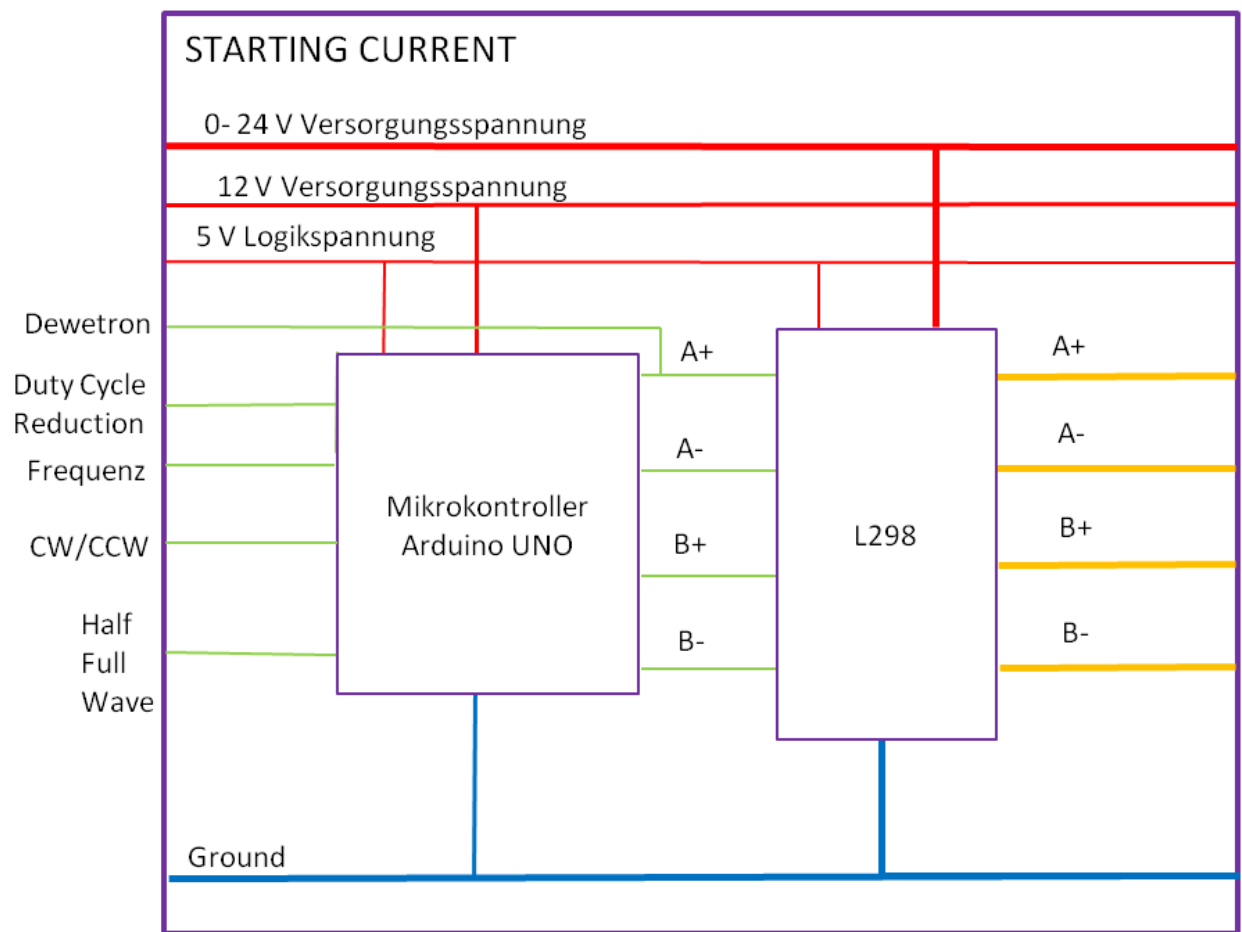 STARTING CURRENT
0- 24 V Versorgungsspannung
12 V Versorgungsspannung
5 V Logikspannung
Dewetron
Duty Cycle
Reduction
Frequenz
CW/CCW
Half
Full
Wave
Mikrokontroller
Arduino UNO
A+
A-
B+
B-
L298
A+
A-
B+
B-
Ground